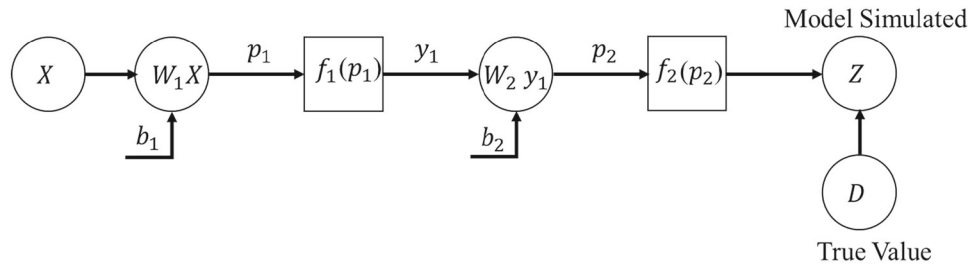 Model Simulated
X W₁X p₁ f₁(p₁) y₁ W₂ y₁ p₂ f₂(p₂) Z
b₁ b₂
D
True Value